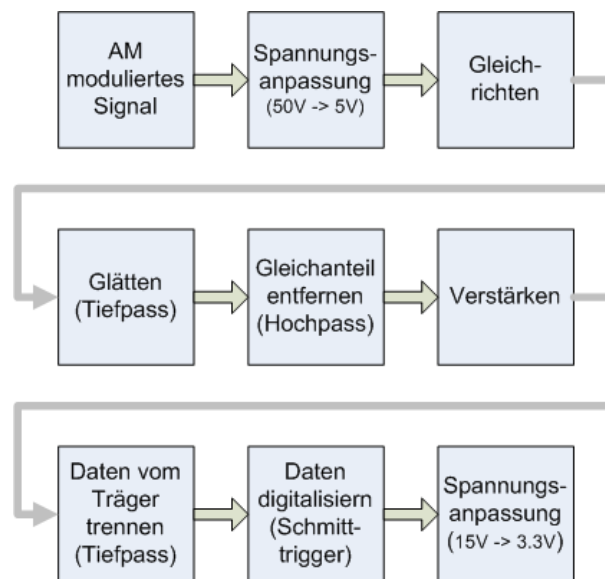 AM
moduliertes
Signal
Spannungs-
anpassung
(50V -> 5V)
Gleich-
richten
Glätten
(Tiefpass)
Gleichanteil
entfernen
(Hochpass)
Verstärken
Daten vom
Träger
trennen
(Tiefpass)
Daten
digitalisiern
(Schmitt-
trigger)
Spannungs-
anpassung
(15V -> 3.3V)